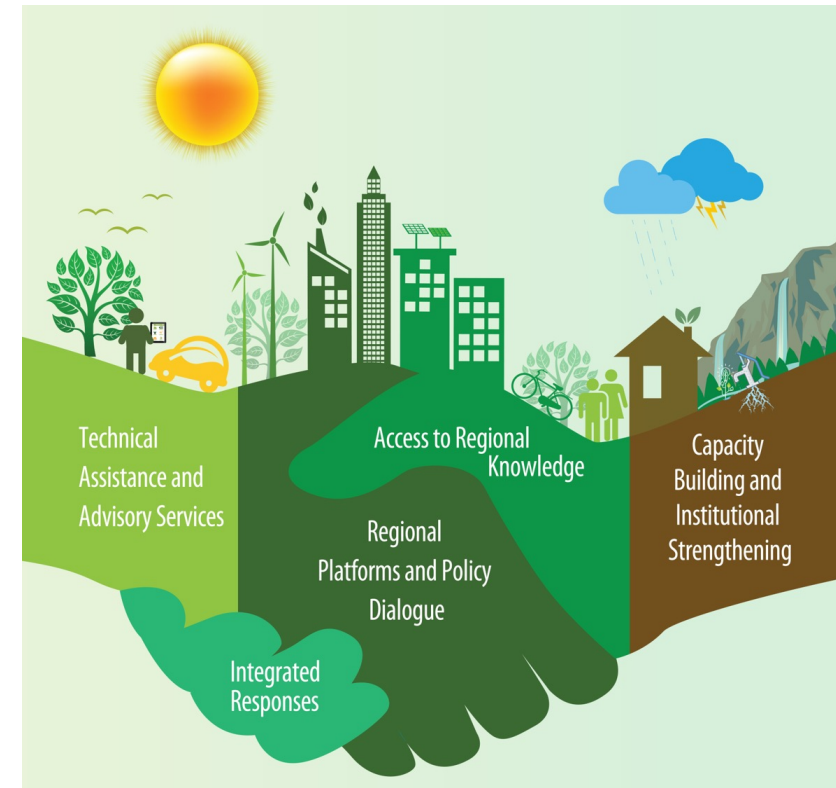 Technical
Assistance and
Advisory Services
Access to Regional
Knowledge
Regional
Platforms and Policy
Dialogue
Capacity
Building and
Institutional
Strengthening
Integrated
Responses